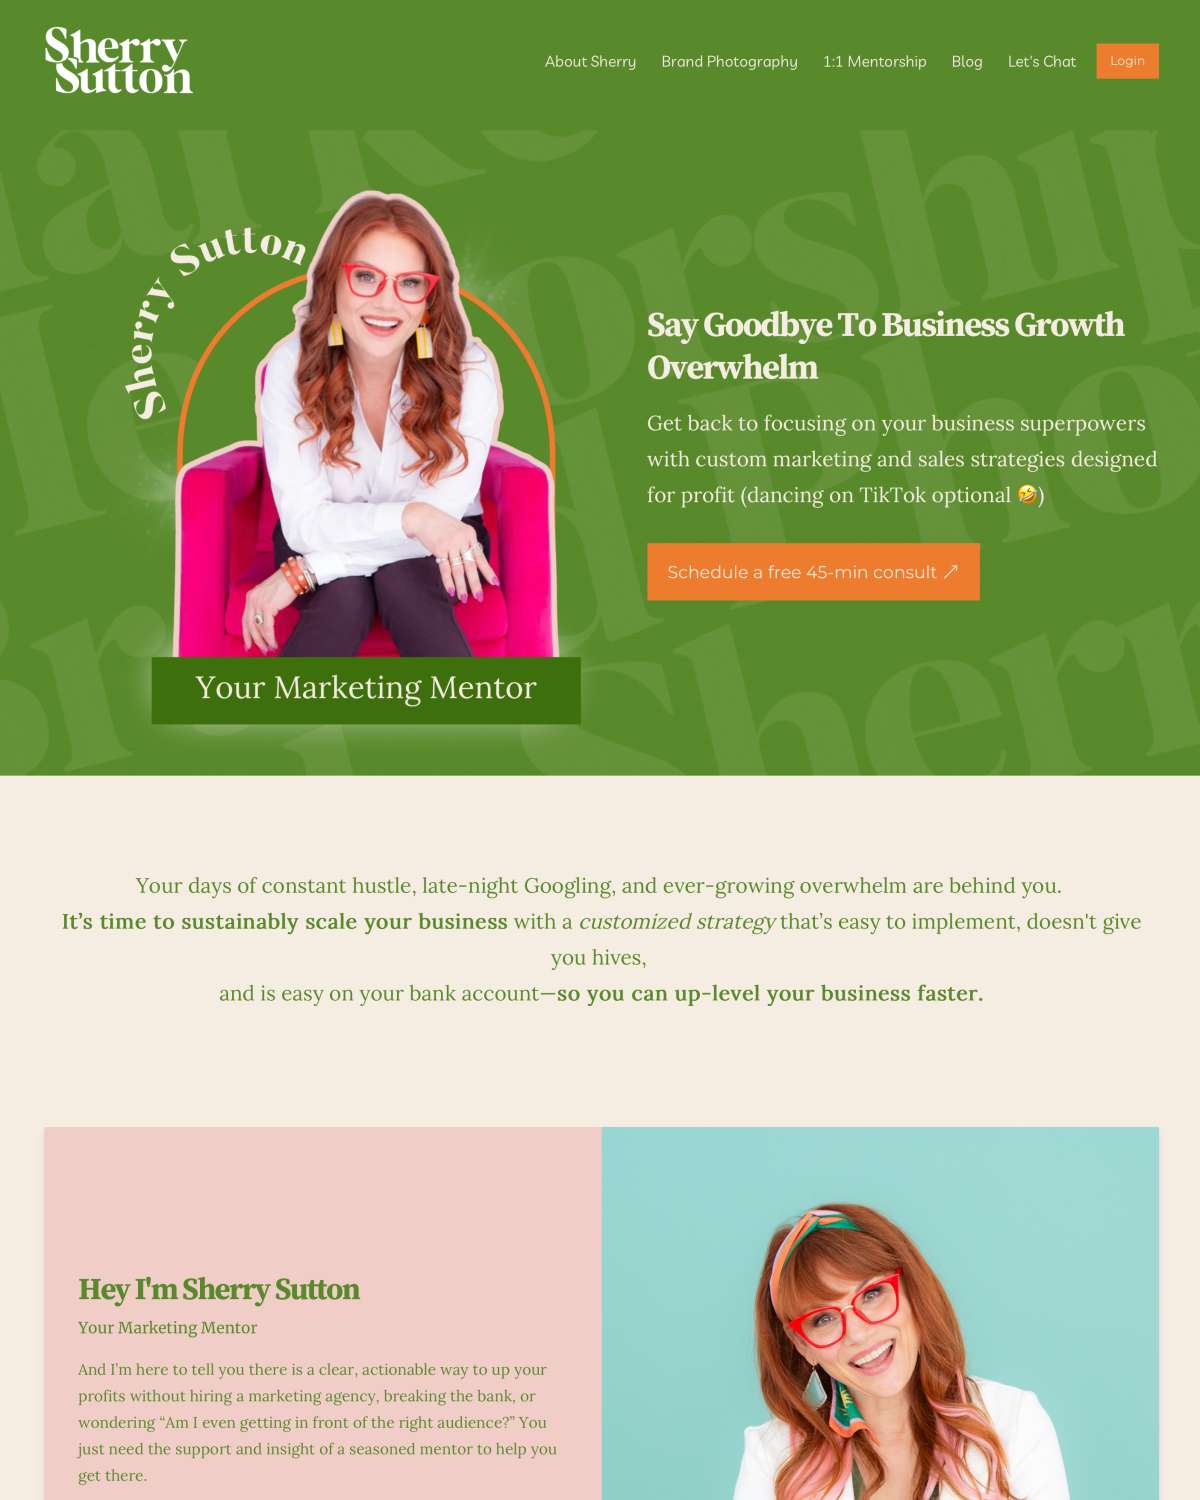 Sherry
Sutton
About Sherry
Brand Photography
1:1 Mentorship
Blog
Let's Chat
Login
Sherry Sutton
Say Goodbye To Business Growth
Overwhelm
Get back to focusing on your business superpowers
with custom marketing and sales strategies designed
for profit (dancing on TikTok optional 🤣)
Schedule a free 45-min consult ↗
Your Marketing Mentor
Your days of constant hustle, late-night Googling, and ever-growing overwhelm are behind you.
It’s time to sustainably scale your business with a customized strategy that’s easy to implement, doesn't give
you hives,
and is easy on your bank account—so you can up-level your business faster.
Hey I'm Sherry Sutton
Your Marketing Mentor
And I’m here to tell you there is a clear, actionable way to up your
profits without hiring a marketing agency, breaking the bank, or
wondering “Am I even getting in front of the right audience?” You
just need the support and insight of a seasoned mentor to help you
get there.